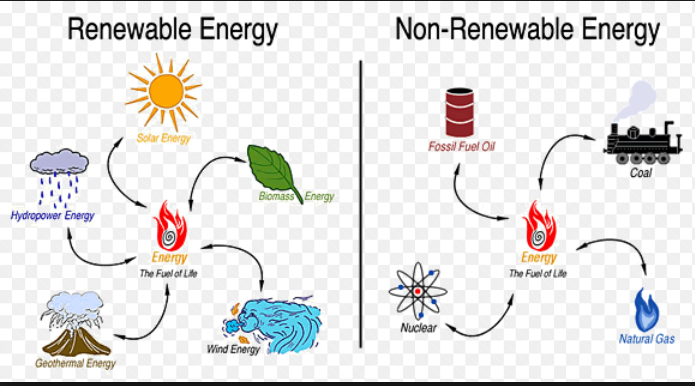 Renewable Energy
Solar Energy
Biomass Energy
Hydropower Energy
Energy
The Fuel of Life
Wind Energy
Geothermal Energy
Non-Renewable Energy
Fossil Fuel Oil
Coal
Energy
The Fuel of Life
Nuclear
Natural Gas